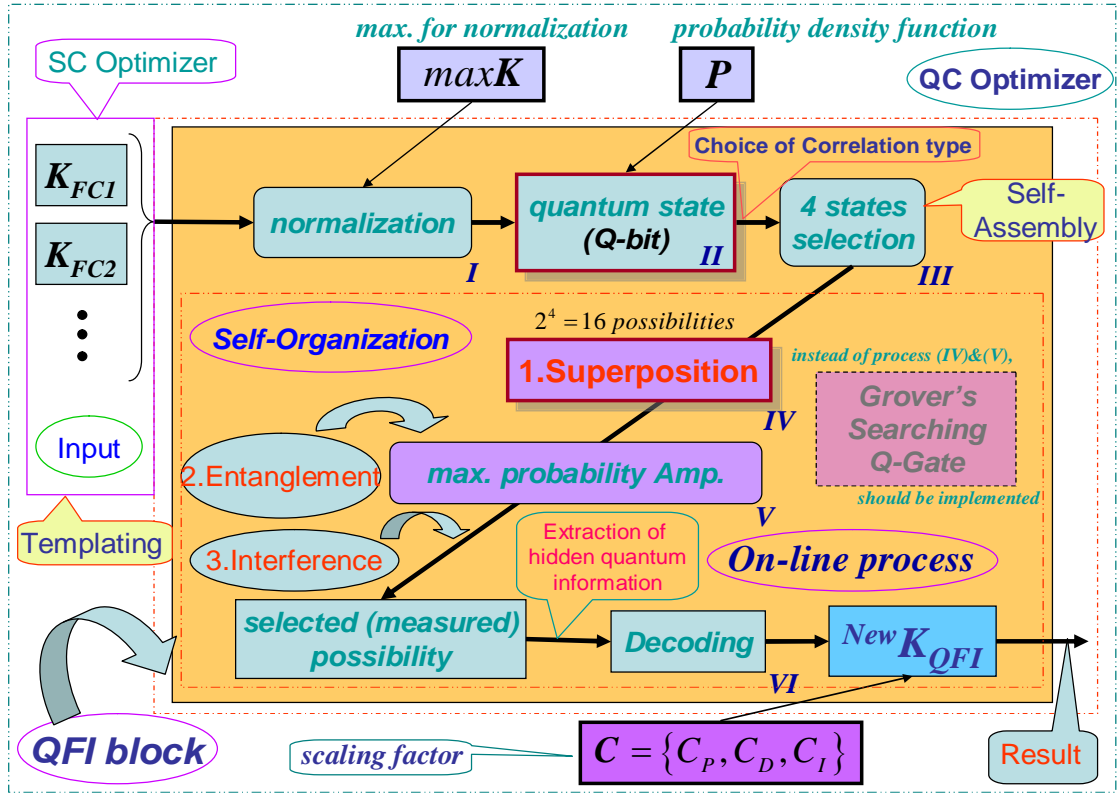 max. for normalization
probability density function
SC Optimizer
maxK
P
QC Optimizer
Choice of Correlation type
K_FC1
K_FC2
normalization
I
quantum state
(Q-bit)
II
4 states
selection
III
Self-
Assembly
Self-Organization
2^4 = 16 possibilities
1.Superposition
IV
instead of process (IV)&(V),
Grover's
Searching
Q-Gate
should be implemented
Input
2.Entanglement
max. probability Amp.
V
Templating
3.Interference
Extraction of
hidden quantum
information
On-line process
selected (measured)
possibility
Decoding
VI
New K_QFI
QFI block
scaling factor
C = {C_P, C_D, C_I}
Result